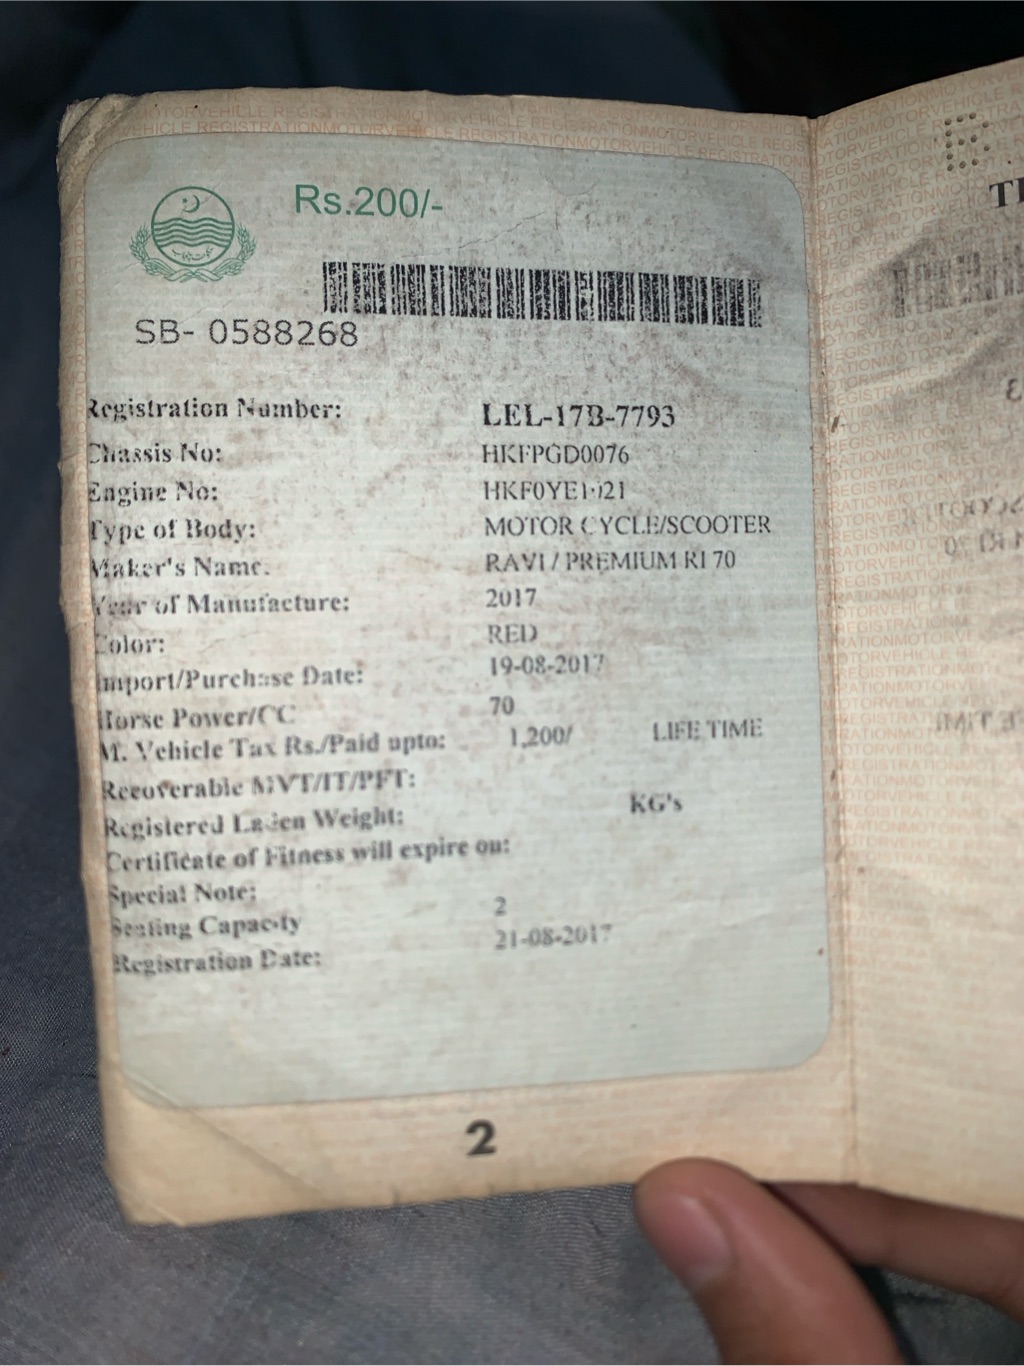 Rs.200/-
SB- 0588268
Registration Number: LEL-17B-7793
Chassis No: HKFPGD0076
Engine No:
Type of Body: MOTOR CYCLE/SCOOTER
Maker's Name. RAVI / PREMIUM R1 70
Year of Manufacture: 2017
Color: RED
Import/Purchase Date: 19-08-2017
Horse Power/CC 70
M. Vehicle Tax Rs./Paid upto: 1,200/ LIFE TIME
Recoverable MVT/IT/PFT:
Registered Laden Weight: KG's
Certificate of Fitness will expire on:
Special Note:
Seating Capacity 2
Registration Date: 21-08-2017
2